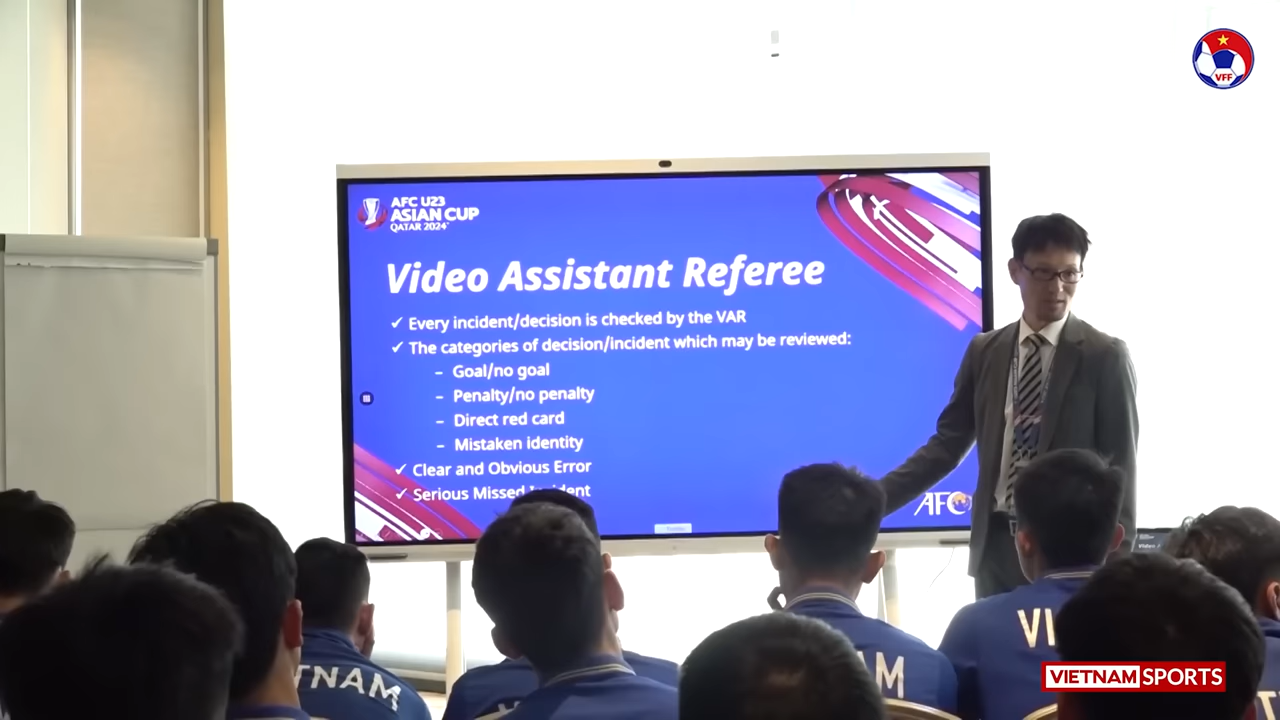 VFF
AFC U23
ASIAN CUP
QATAR 2024
Video Assistant Referee
✓ Every incident/decision is checked by the VAR
✓ The categories of decision/incident which may be reviewed:
– Goal/no goal
– Penalty/no penalty
– Direct red card
– Mistaken identity
✓ Clear and Obvious Error
✓ Serious Missed
AFC
TNAM
M
VI
VIETNAM SPORTS